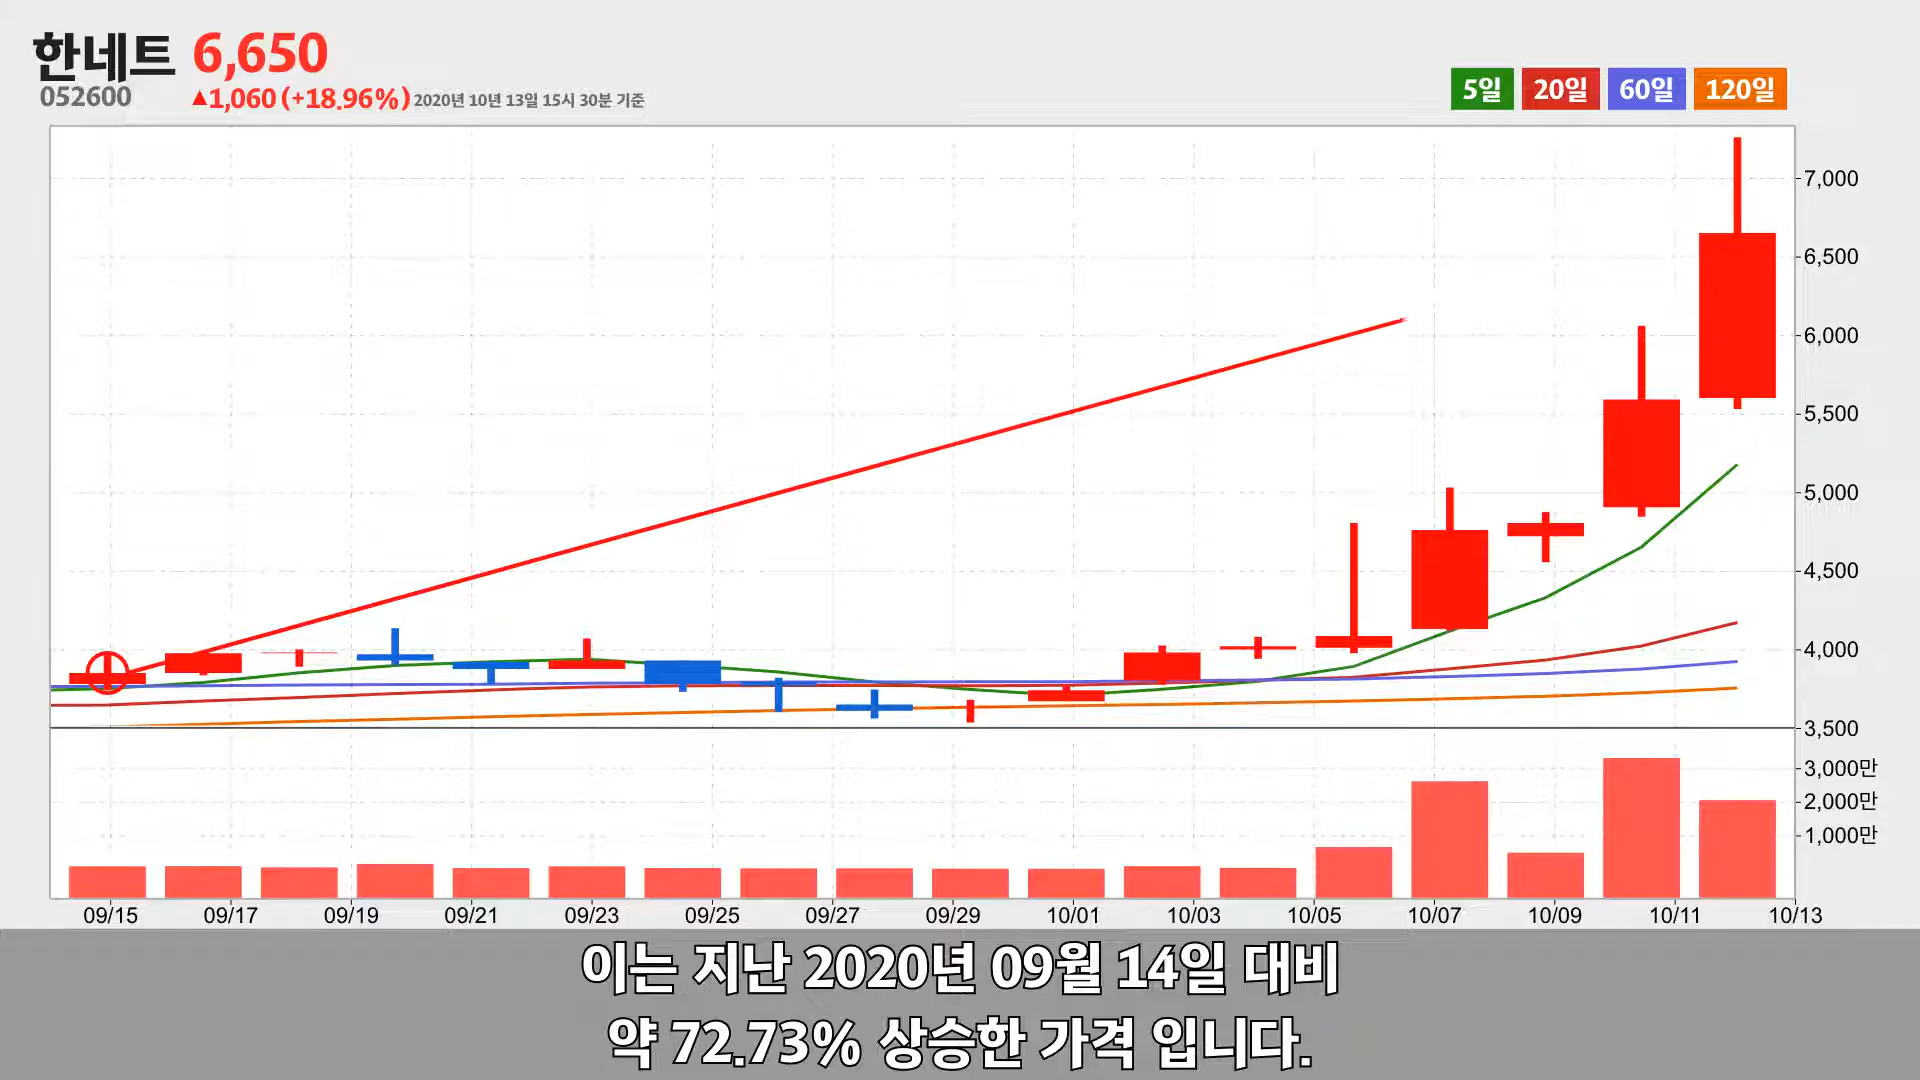 한네트 6,650
052600 ▲1,060 (+18.96%) 2020년 10년 13일 15시 30분 기준
5일 20일 60일 120일
7,000
6,500
6,000
5,500
5,000
4,500
4,000
3,500
3,000만
2,000만
1,000만
09/15 09/17 09/19 09/21 09/23 09/25 09/27 09/29 10/01 10/03 10/05 10/07 10/09 10/11 10/13
이는 지난 2020년 09월 14일 대비
약 72.73% 상승한 가격 입니다.